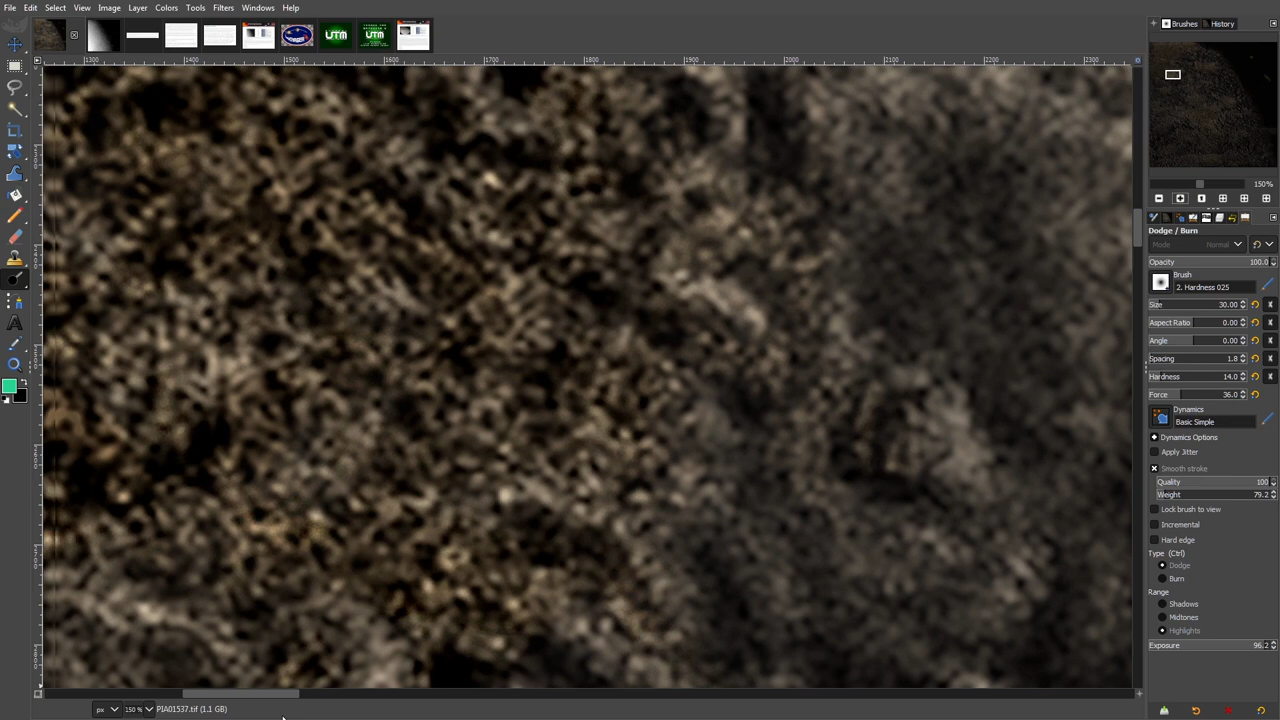 File Edit Select View Image Layer Colors Tools Filters Windows Help
UTM
UTM
Brushes History
1300 1400 1500 1600 1700 1800 1900 2000 2100 2200 2300
150%
Dodge / Burn
Mode Normal
Opacity 100.0
Brush
2. Hardness 025
Size 30.00
Aspect Ratio 0.00
Angle 0.00
Spacing 1.8
Hardness 14.0
Force 36.0
Dynamics
Basic Simple
Dynamics Options
Apply Jitter
Smooth stroke
Quality 100
Weight 79.2
Lock brush to view
Incremental
Hard edge
Type (Ctrl)
Dodge
Burn
Range
Shadows
Midtones
Highlights
Exposure 96.2
px 150 % PIA01537.tif (1.1 GB)